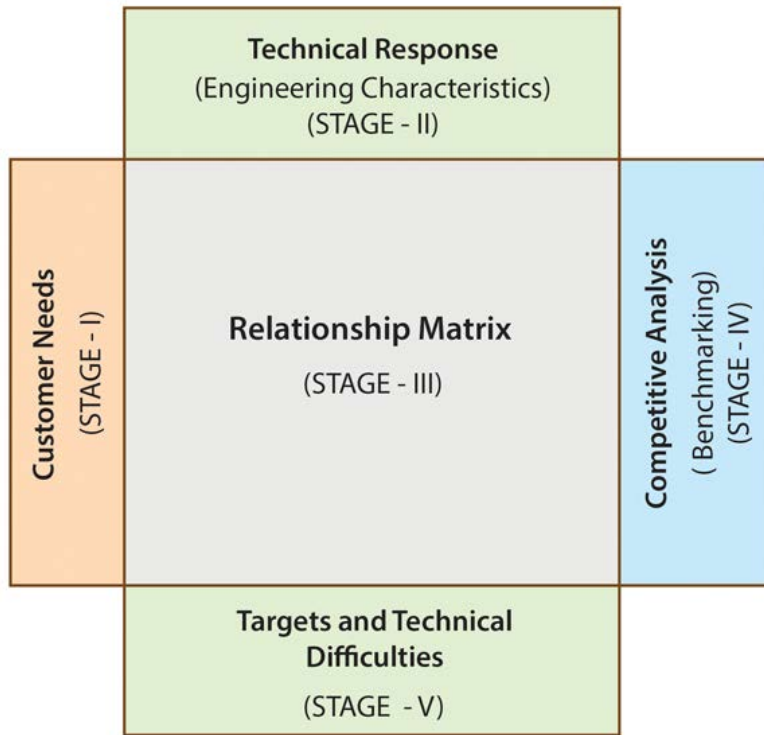 Technical Response
(Engineering Characteristics)
(STAGE - II)
Customer Needs
(STAGE - I)
Relationship Matrix
(STAGE - III)
Competitive Analysis
( Benchmarking)
(STAGE - IV)
Targets and Technical
Difficulties
(STAGE - V)